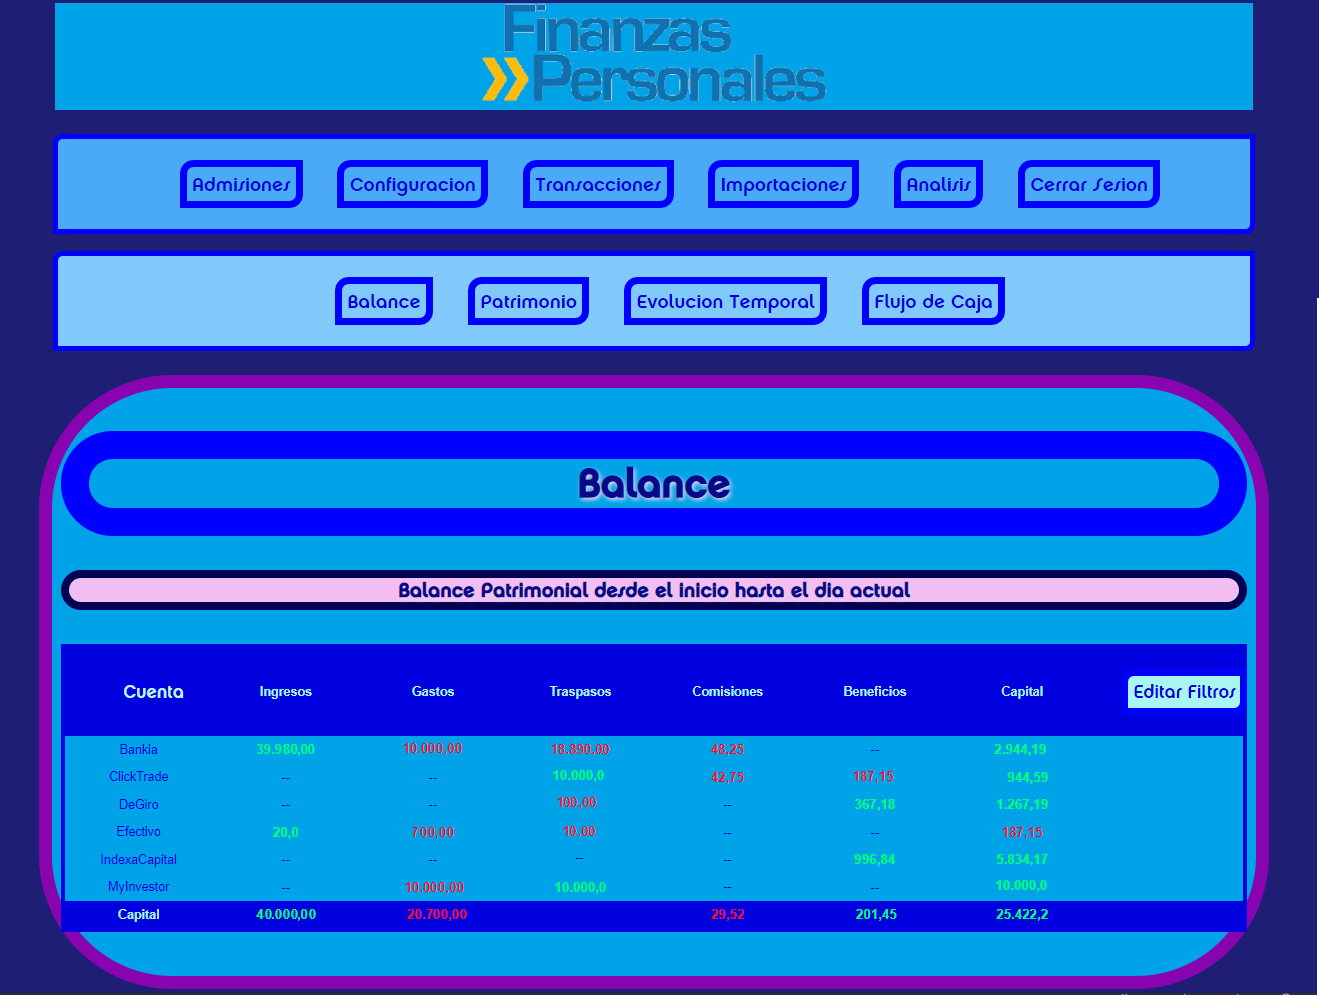 Finanzas
Personales
Admisiones Configuracion Transacciones Importaciones Analisis Cerrar Sesion
Balance Patrimonio Evolucion Temporal Flujo de Caja
Balance
Balance Patrimonial desde el inicio hasta el dia actual
Cuenta Ingresos Gastos Traspasos Comisiones Beneficios Capital Editar Filtros
Bankia 39.980,00 10.000,00 18.890,00 48,25 -- 2.944,19
ClickTrade -- -- 10.000,0 42,75 187,15 944,59
DeGiro -- -- 100,00 -- 367,18 1.267,19
Efectivo 20,0 700,00 10,00 -- -- 187,15
IndexaCapital -- -- -- -- 996,84 5.834,17
MyInvestor -- 10.000,00 10.000,0 -- -- 10.000,0
Capital 40.000,00 20.700,00 29,52 201,45 25.422,2